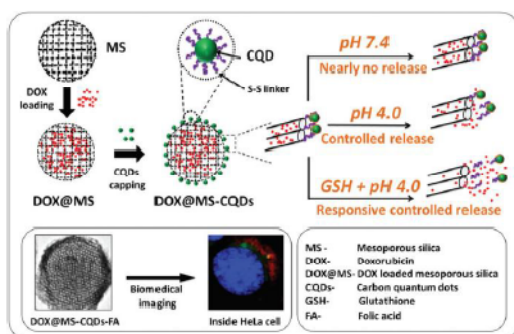 MS
DOX
loading
DOX@MS
CQDs
capping
DOX@MS-CQDs
CQD
S-S linker
pH 7.4
Nearly no release
pH 4.0
Controlled release
GSH + pH 4.0
Responsive controlled release
DOX@MS-CQDs-FA
Biomedical
imaging
Inside HeLa cell
MS - Mesoporous silica
DOX- Doxorubicin
DOX@MS- DOX loaded mesoporous silica
CQDs- Carbon quantum dots
GSH- Glutathione
FA- Folic acid